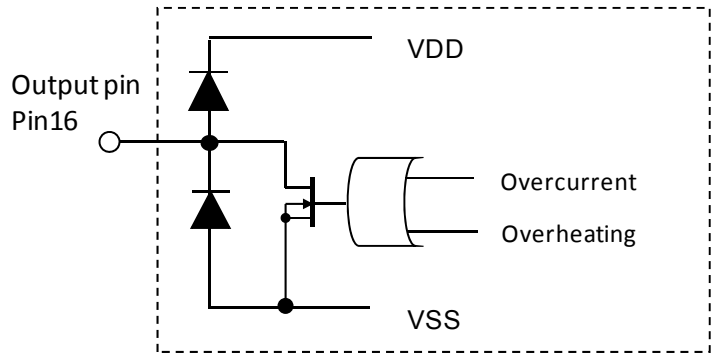 VDD
Output pin
Pin16
Overcurrent
Overheating
VSS